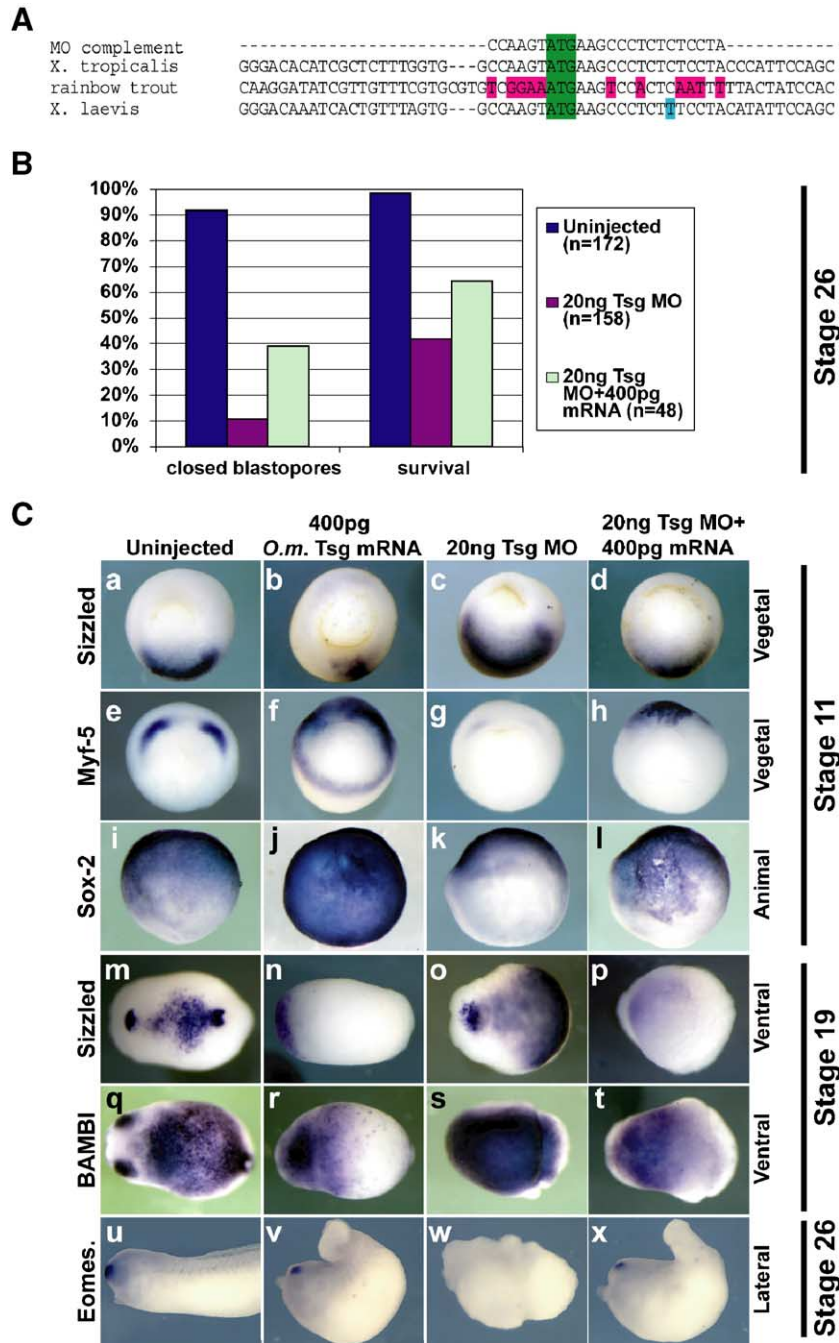 A
MO complement -------------------------CCAAGTATGAAGCCCTCTCTCCTA-----------
X. tropicalis GGGACACATCGCTCTTTGGTG---GCCAAGTATGAAGCCCTCTCTCCTACCCATTCCAGC
rainbow trout CAAGGATATCGTTGTTTCGTGCGTGTCGGAAATGAAGTCCACTCAATTTTTACTATCCAC
X. laevis GGGACAAATCACTGTTTAGTG---GCCAAGTATGAAGCCCTCTTTCCTACATATTCCAGC
B
100%
90%
80%
70%
60%
50%
40%
30%
20%
10%
0%
closed blastopores survival
Uninjected
(n=172)
20ng Tsg MO
(n=158)
20ng Tsg
MO+400pg
mRNA (n=48)
Stage 26
C
Uninjected
400pg
O.m. Tsg mRNA
20ng Tsg MO
20ng Tsg MO+
400pg mRNA
Sizzled a b c d Vegetal
Myf-5 e f g h Vegetal
Sox-2 i j k l Animal
Stage 11
Sizzled m n o p Ventral
BAMBI q r s t Ventral
Stage 19
Eomes. u v w x Lateral
Stage 26